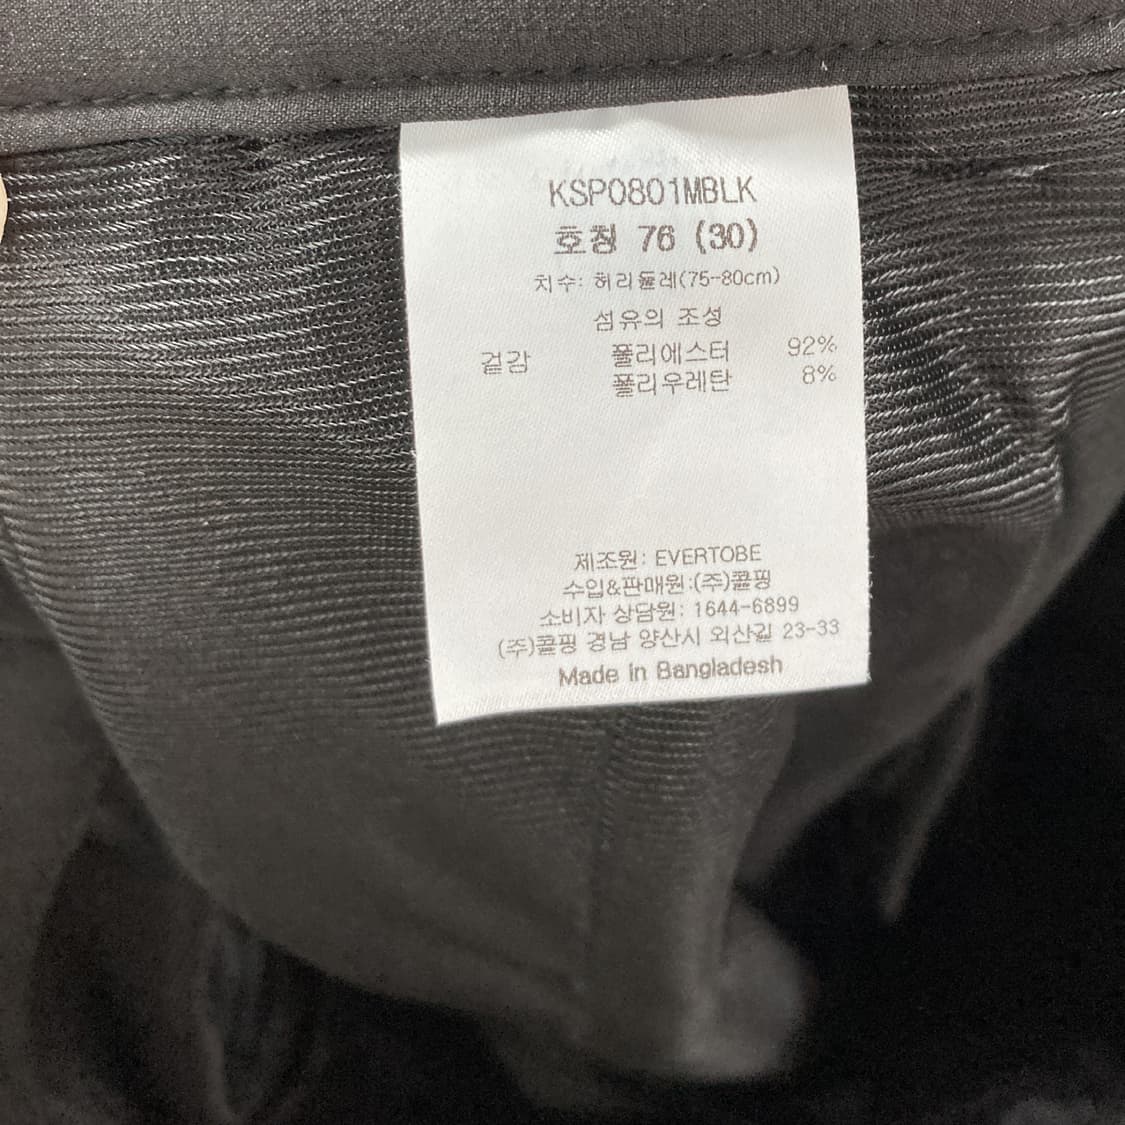 KSP0801MBLK
호칭 76 (30)
치수: 허리둘레(75-80cm)
섬유의 조성
겉감 폴리에스터 92%
폴리우레탄 8%
제조원: EVERTOBE
수입&판매원:(주)콜핑
소비자 상담원: 1644-6899
(주)콜핑 경남 양산시 외산길 23-33
Made in Bangladesh